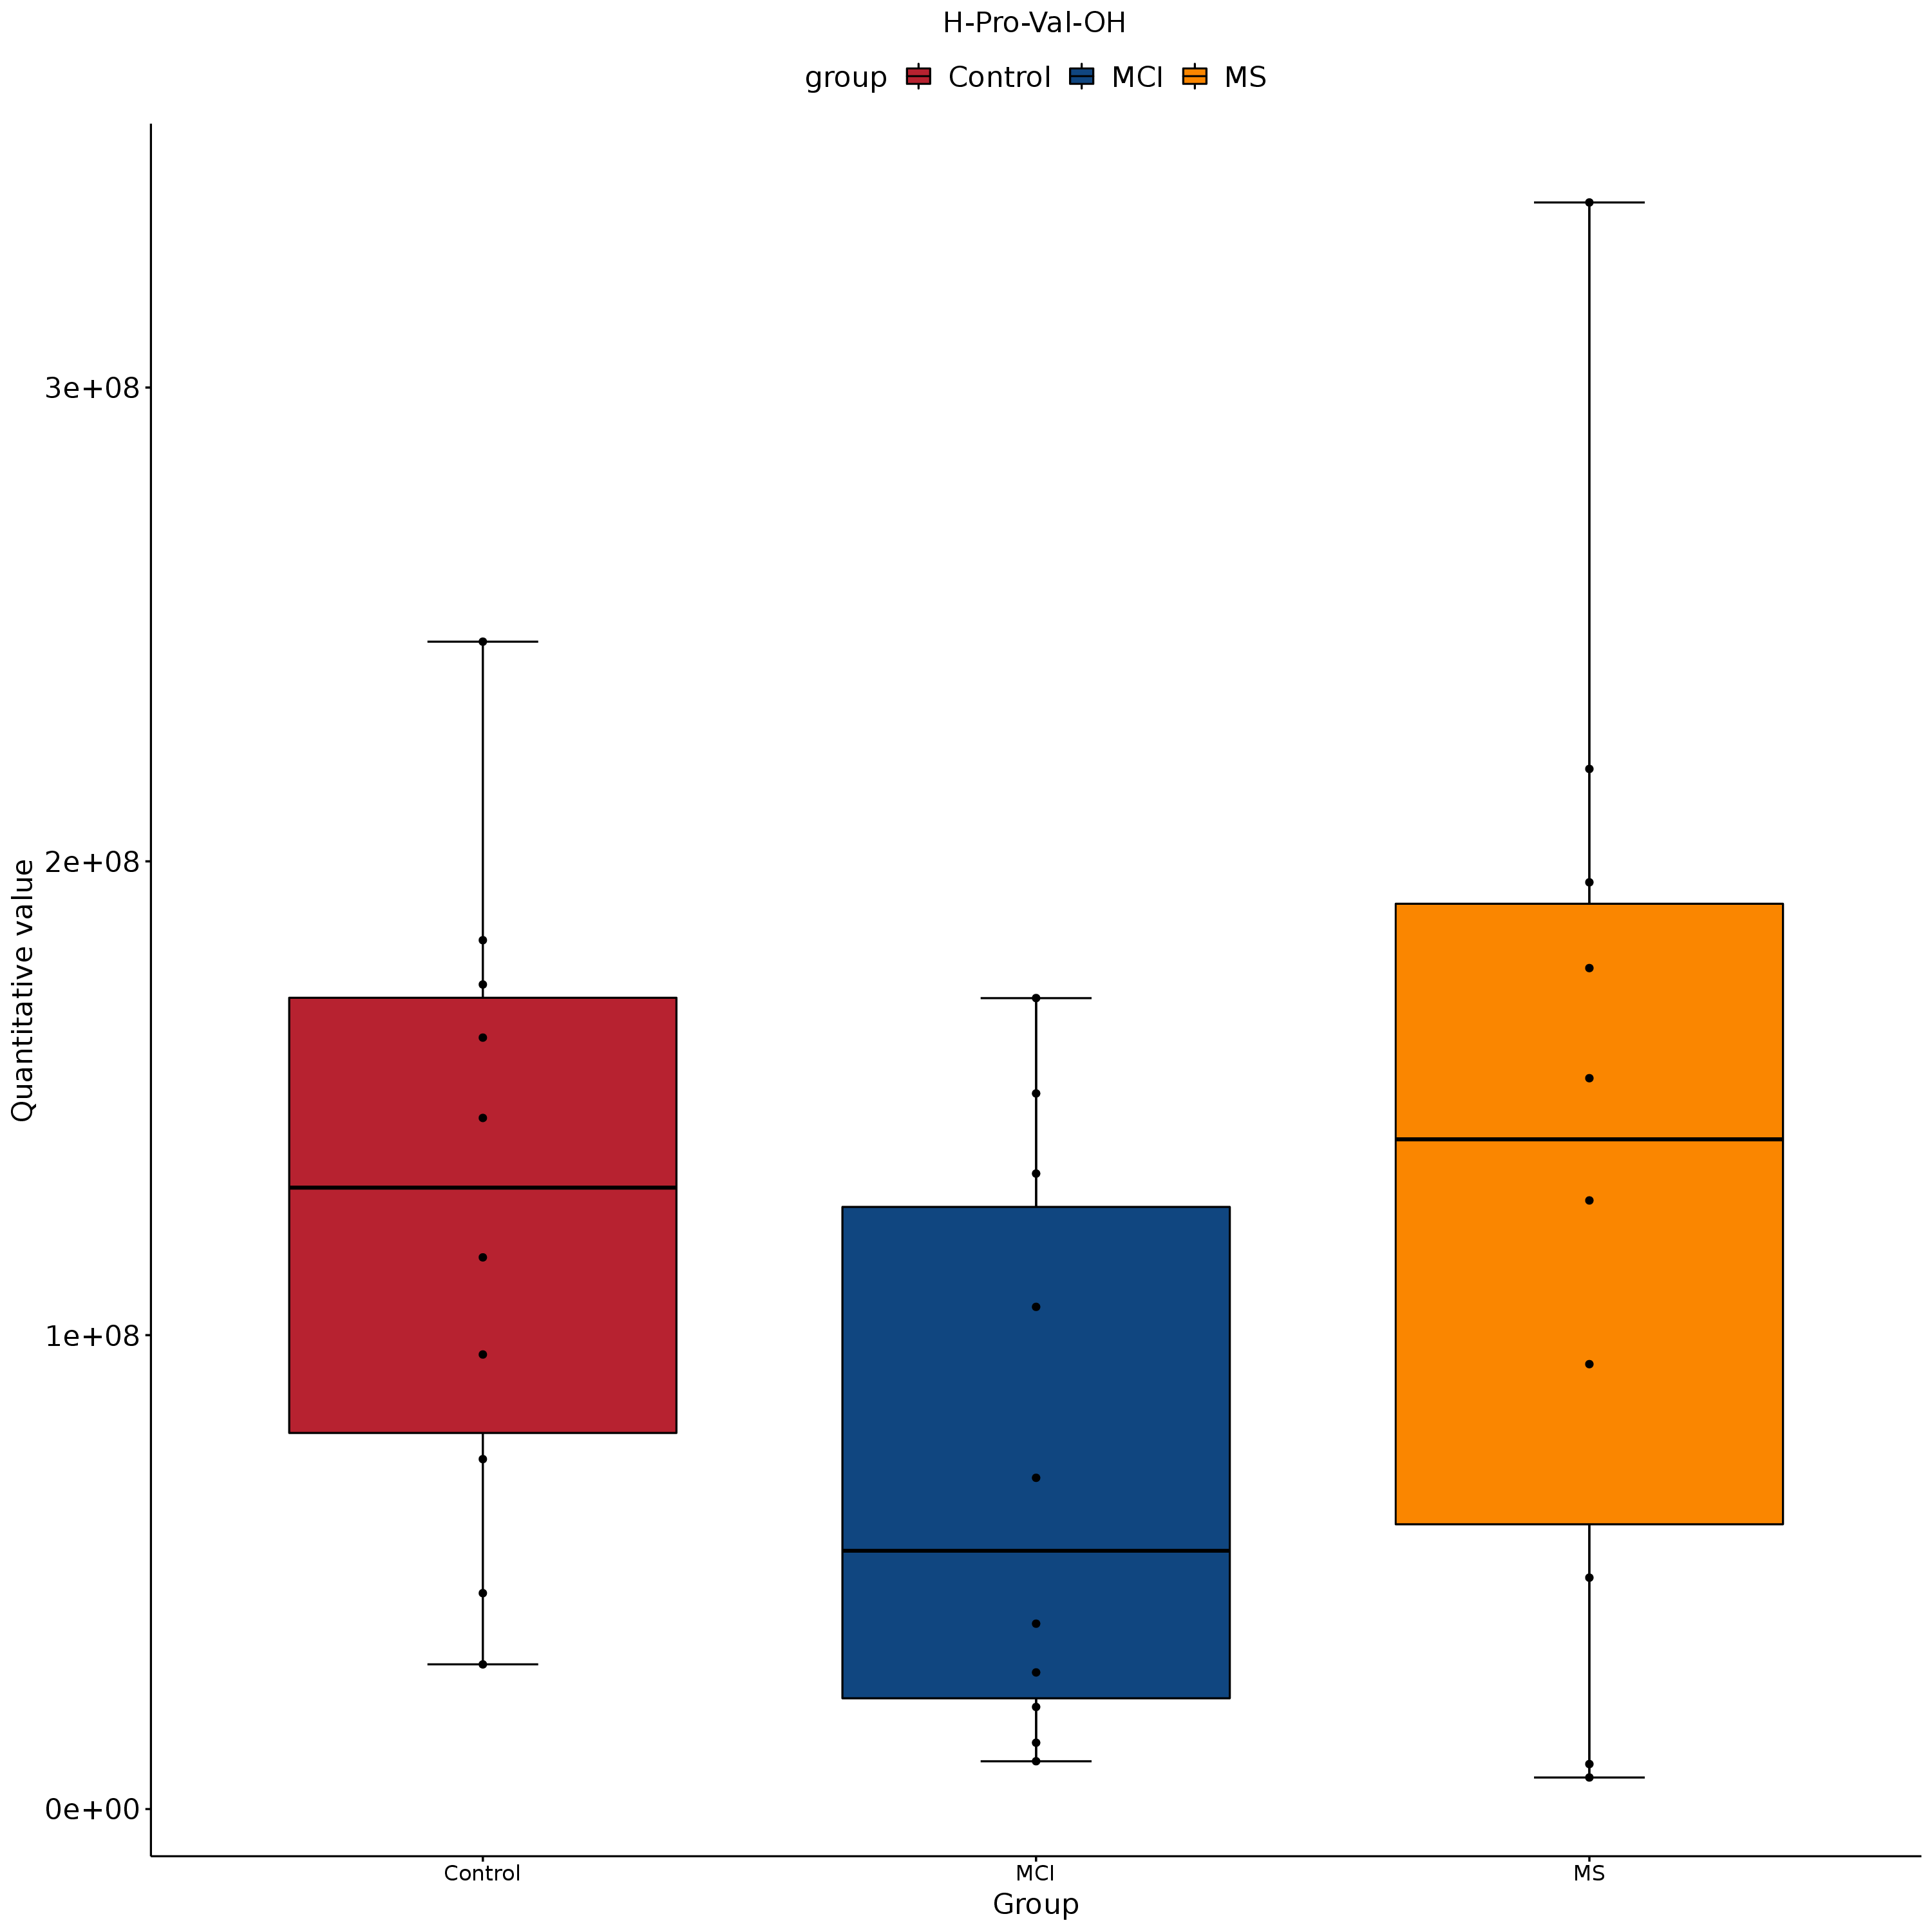 H-Pro-Val-OH
group Control MCI MS
3e+08
2e+08
1e+08
0e+00
Quantitative value
Control MCI MS
Group